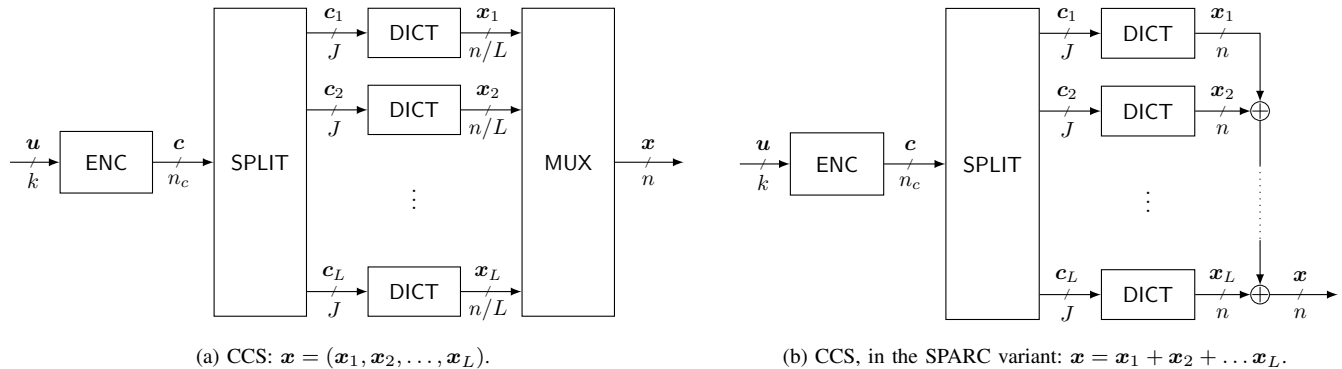 u
k
ENC
c
n_c
SPLIT
c_1
J
DICT
x_1
n/L
c_2
J
DICT
x_2
n/L
⋮
c_L
J
DICT
x_L
n/L
MUX
x
n
(a) CCS: x = (x_1, x_2, . . . , x_L).
u
k
ENC
c
n_c
SPLIT
c_1
J
DICT
x_1
n
c_2
J
DICT
x_2
n
⋮
c_L
J
DICT
x_L
n
x
n
(b) CCS, in the SPARC variant: x = x_1 + x_2 + . . . x_L.